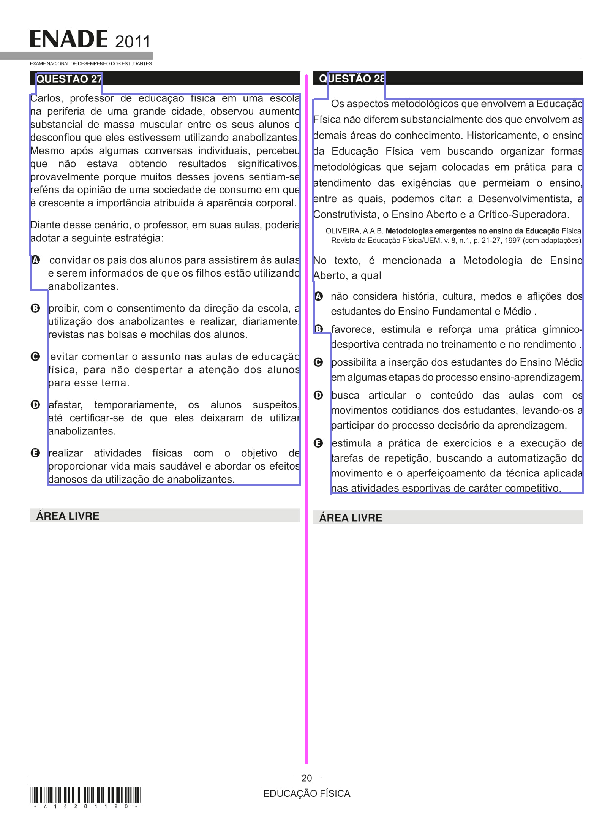 ENADE 2011
EXAME NACIONAL DE DESEMPENHO DOS ESTUDANTES
QUESTÃO 27
Carlos, professor de educação física em uma escola
na periferia de uma grande cidade, observou aumento
substancial de massa muscular entre os seus alunos e
desconfiou que eles estivessem utilizando anabolizantes.
Mesmo após algumas conversas individuais, percebeu
que não estava obtendo resultados significativos,
provavelmente porque muitos desses jovens sentiam-se
reféns da opinião de uma sociedade de consumo em que
é crescente a importância atribuída à aparência corporal.
Diante desse cenário, o professor, em suas aulas, poderia
adotar a seguinte estratégia:
A convidar os pais dos alunos para assistirem às aulas
e serem informados de que os filhos estão utilizando
anabolizantes.
B proibir, com o consentimento da direção da escola, a
utilização dos anabolizantes e realizar, diariamente,
revistas nas bolsas e mochilas dos alunos.
C evitar comentar o assunto nas aulas de educação
física, para não despertar a atenção dos alunos
para esse tema.
D afastar, temporariamente, os alunos suspeitos,
até certificar-se de que eles deixaram de utilizar
anabolizantes.
E realizar atividades físicas com o objetivo de
proporcionar vida mais saudável e abordar os efeitos
danosos da utilização de anabolizantes.
ÁREA LIVRE
QUESTÃO 28
Os aspectos metodológicos que envolvem a Educação
Física não diferem substancialmente dos que envolvem as
demais áreas do conhecimento. Historicamente, o ensino
da Educação Física vem buscando organizar formas
metodológicas que sejam colocadas em prática para o
atendimento das exigências que permeiam o ensino,
entre as quais, podemos citar: a Desenvolvimentista, a
Construtivista, o Ensino Aberto e a Crítico-Superadora.
OLIVEIRA, A.A.B. Metodologias emergentes no ensino da Educação Física.
Revista da Educação Física/UEM, v. 8, n.1, p. 21-27, 1997 (com adaptações).
No texto, é mencionada a Metodologia de Ensino
Aberto, a qual
A não considera história, cultura, medos e aflições dos
estudantes do Ensino Fundamental e Médio .
B favorece, estimula e reforça uma prática gímnico-
desportiva centrada no treinamento e no rendimento .
C possibilita a inserção dos estudantes do Ensino Médio
em algumas etapas do processo ensino-aprendizagem.
D busca articular o conteúdo das aulas com os
movimentos cotidianos dos estudantes, levando-os a
participar do processo decisório da aprendizagem.
E estimula a prática de exercícios e a execução de
tarefas de repetição, buscando a automatização do
movimento e o aperfeiçoamento da técnica aplicada
nas atividades esportivas de caráter competitivo.
ÁREA LIVRE
20
EDUCAÇÃO FÍSICA